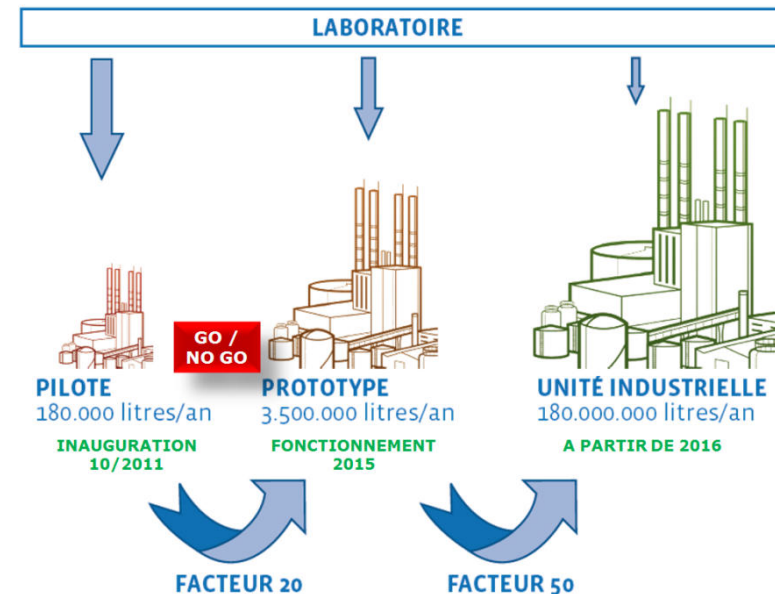 LABORATOIRE
GO /
NO GO
PILOTE
180.000 litres/an
INAUGURATION
10/2011
PROTOTYPE
3.500.000 litres/an
FONCTIONNEMENT
2015
UNITÉ INDUSTRIELLE
180.000.000 litres/an
A PARTIR DE 2016
FACTEUR 20
FACTEUR 50